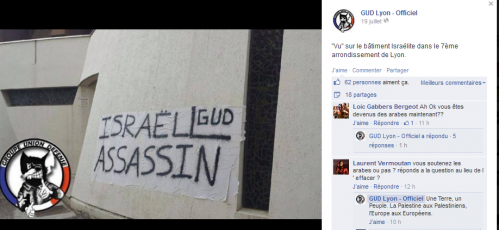 ISRAËL GUD
ASSASSIN
GROUPE UNION DEFENSE
GUD Lyon - Officiel
19 juillet
"Vu" sur le bâtiment Israélite dans le 7ème
arrondissement de Lyon.
J'aime · Commenter · Partager
62 personnes aiment ça.
Meilleurs commentaires
18 partages
Loic Gabbers Bergeot Ah Ok vous êtes
devenus des arabes maintenant??
J'aime · Répondre · 1 · 11 h
GUD Lyon - Officiel a répondu · 5
réponses · 1 h
Laurent Vermoutan vous soutenez les
arabes ou pas ? réponds a la question au lieu de l
' effacer ?
J'aime · Répondre · 12 h
GUD Lyon - Officiel Une Terre, un
Peuple. La Palestine aux Palestiniens,
l'Europe aux Européens.
J'aime · 10 h